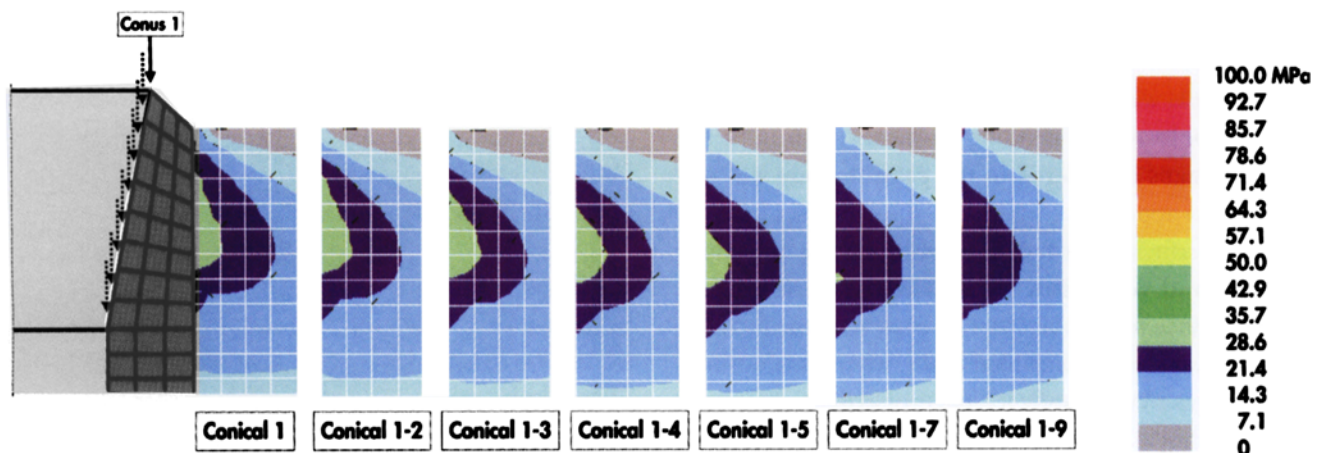 Conus 1
100.0 MPa
92.7
85.7
78.6
71.4
64.3
57.1
50.0
42.9
35.7
28.6
21.4
14.3
7.1
0
Conical 1
Conical 1-2
Conical 1-3
Conical 1-4
Conical 1-5
Conical 1-7
Conical 1-9